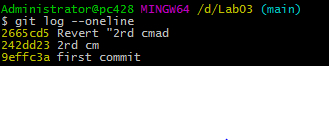 Administrator@pc428 MINGW64 /d/Lab03 (main)
$ git log --oneline
2665cd5 Revert "2rd cmad
242dd23 2rd cm
9effc3a first commit